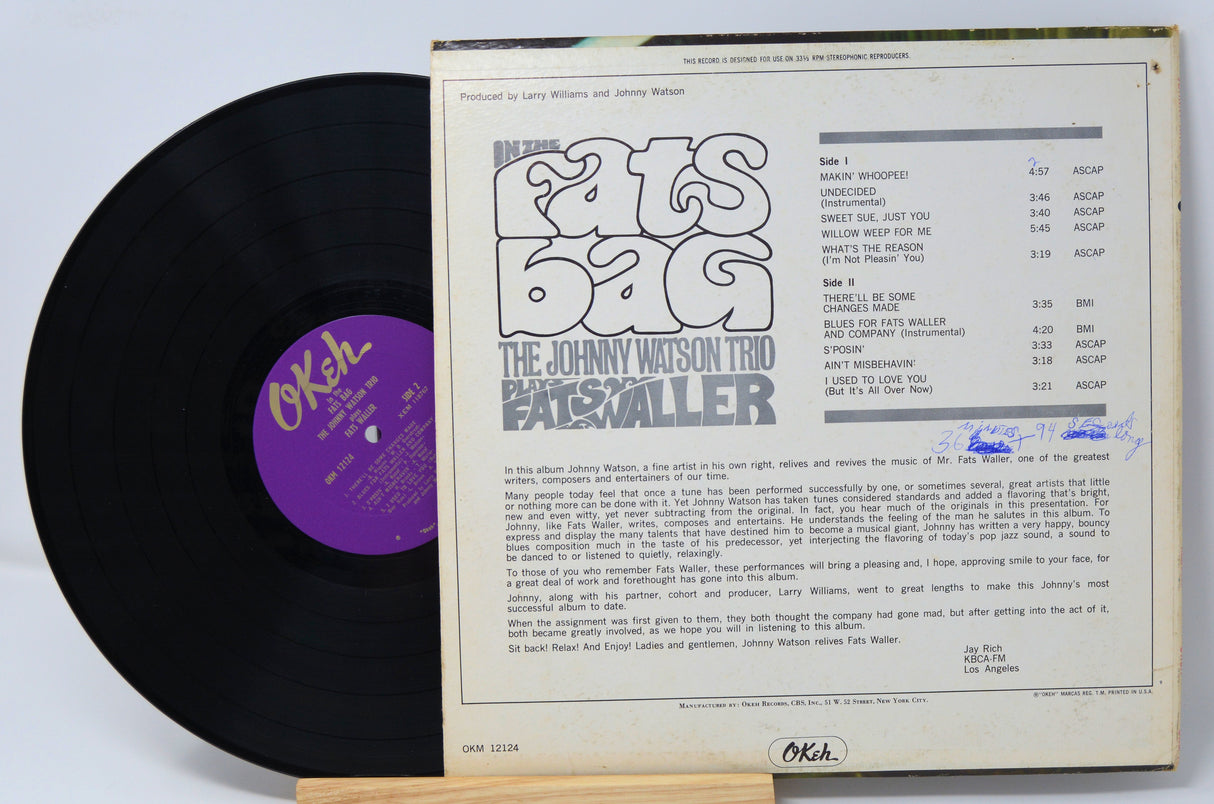 THIS RECORD IS DESIGNED FOR USE ON 33⅓ RPM STEREOPHONIC REPRODUCERS.
Produced by Larry Williams and Johnny Watson
IN THE
Fats
baG
THE JOHNNY WATSON TRIO
PLAYS
FATS WALLER
Side I
MAKIN' WHOOPEE! 4:57 ASCAP
UNDECIDED
(Instrumental) 3:46 ASCAP
SWEET SUE, JUST YOU 3:40 ASCAP
WILLOW WEEP FOR ME 5:45 ASCAP
WHAT'S THE REASON
(I'm Not Pleasin' You) 3:19 ASCAP
Side II
THERE'LL BE SOME
CHANGES MADE 3:35 BMI
BLUES FOR FATS WALLER
AND COMPANY (Instrumental) 4:20 BMI
S'POSIN' 3:33 ASCAP
AIN'T MISBEHAVIN' 3:18 ASCAP
I USED TO LOVE YOU
(But It's All Over Now) 3:21 ASCAP
36 minutes + 94 seconds long
In this album Johnny Watson, a fine artist in his own right, relives and revives the music of Mr. Fats Waller, one of the greatest
writers, composers and entertainers of our time.
Many people today feel that once a tune has been performed successfully by one, or sometimes several, great artists that little
or nothing more can be done with it. Yet Johnny Watson has taken tunes considered standards and added a flavoring that's bright,
new and even witty, yet never subtracting from the original. In fact, you hear much of the originals in this presentation. For
Johnny, like Fats Waller, writes, composes and entertains. He understands the feeling of the man he salutes in this album. To
express and display the many talents that have destined him to become a musical giant, Johnny has written a very happy, bouncy
blues composition much in the taste of his predecessor, yet interjecting the flavoring of today's pop jazz sound, a sound to
be danced to or listened to quietly, relaxingly.
To those of you who remember Fats Waller, these performances will bring a pleasing and, I hope, approving smile to your face, for
a great deal of work and forethought has gone into this album.
Johnny, along with his partner, cohort and producer, Larry Williams, went to great lengths to make this Johnny's most
successful album to date.
When the assignment was first given to them, they both thought the company had gone mad, but after getting into the act of it,
both became greatly involved, as we hope you will in listening to this album.
Sit back! Relax! And Enjoy! Ladies and gentlemen, Johnny Watson relives Fats Waller.
Jay Rich
KBCA-FM
Los Angeles
®"OKEH" MARCAS REG. T.M. PRINTED IN U.S.A.
MANUFACTURED BY: OKEH RECORDS, CBS, INC., 51 W. 52 STREET, NEW YORK CITY.
OKM 12124
OKeh
OKeh
In the
FATS BAG
THE JOHNNY WATSON TRIO
plays
FATS WALLER
SIDE 2
OKM 12124